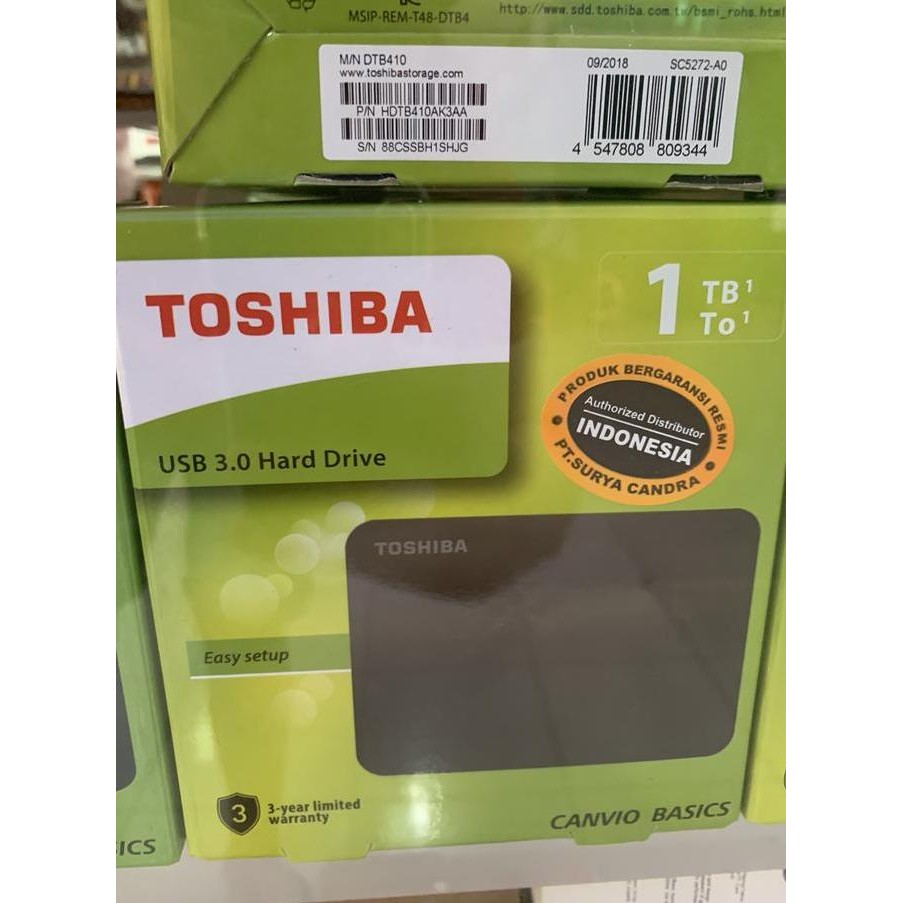 MSIP-REM-T48-DTB4
http://www.sdd.toshiba.com.tw/bsmi_rohs.html
M/N DTB410
www.toshibastorage.com
P/N HDTB410AK3AA
S/N 88CSSBH1SHJG
09/2018 SC5272-A0
4 547808 809344
TOSHIBA
1 TB¹
To¹
USB 3.0 Hard Drive
PRODUK BERGARANSI RESMI
Authorized Distributor
INDONESIA
PT.SURYA CANDRA
TOSHIBA
Easy setup
3 3-year limited
warranty
CANVIO BASICS
ICS